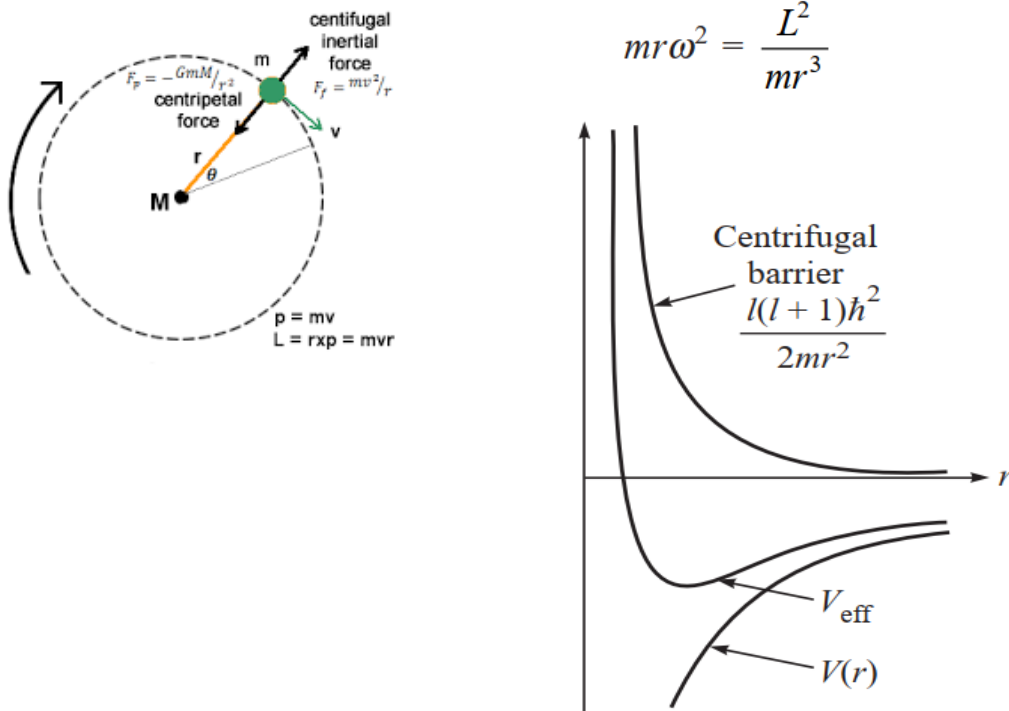 centifugal
inertial
force
m
F_p = -GmM/r²
F_f = mv²/r
centripetal
force
v
r
θ
M
p = mv
L = rxp = mvr
mrω² = L²/mr³
Centrifugal
barrier
l(l + 1)ħ²
2mr²
r
V_eff
V(r)